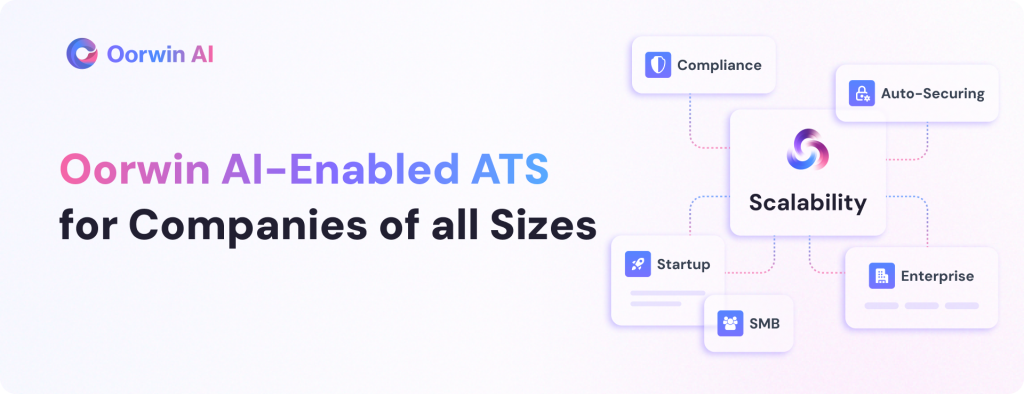 Oorwin AI
Oorwin AI-Enabled ATS
for Companies of all Sizes
Compliance
Auto-Securing
Scalability
Startup
Enterprise
SMB